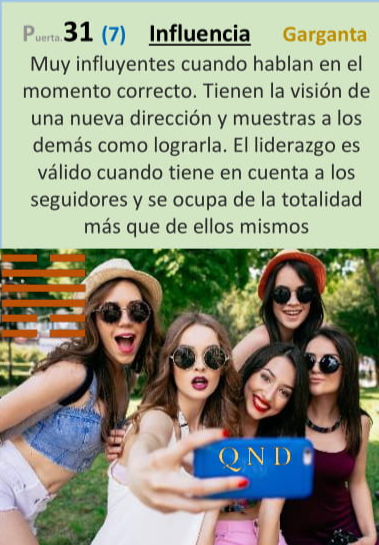 Puerta.31 (7) Influencia Garganta
Muy influyentes cuando hablan en el
momento correcto. Tienen la visión de
una nueva dirección y muestras a los
demás como lograrla. El liderazgo es
válido cuando tiene en cuenta a los
seguidores y se ocupa de la totalidad
más que de ellos mismos
QND